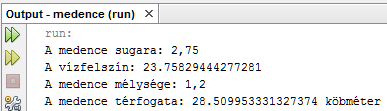 Output - medence (run)
run:
A medence sugara: 2,75
A vízfelszín: 23.75829444277281
A medence mélysége: 1,2
A medence térfogata: 28.509953331327374 köbméter